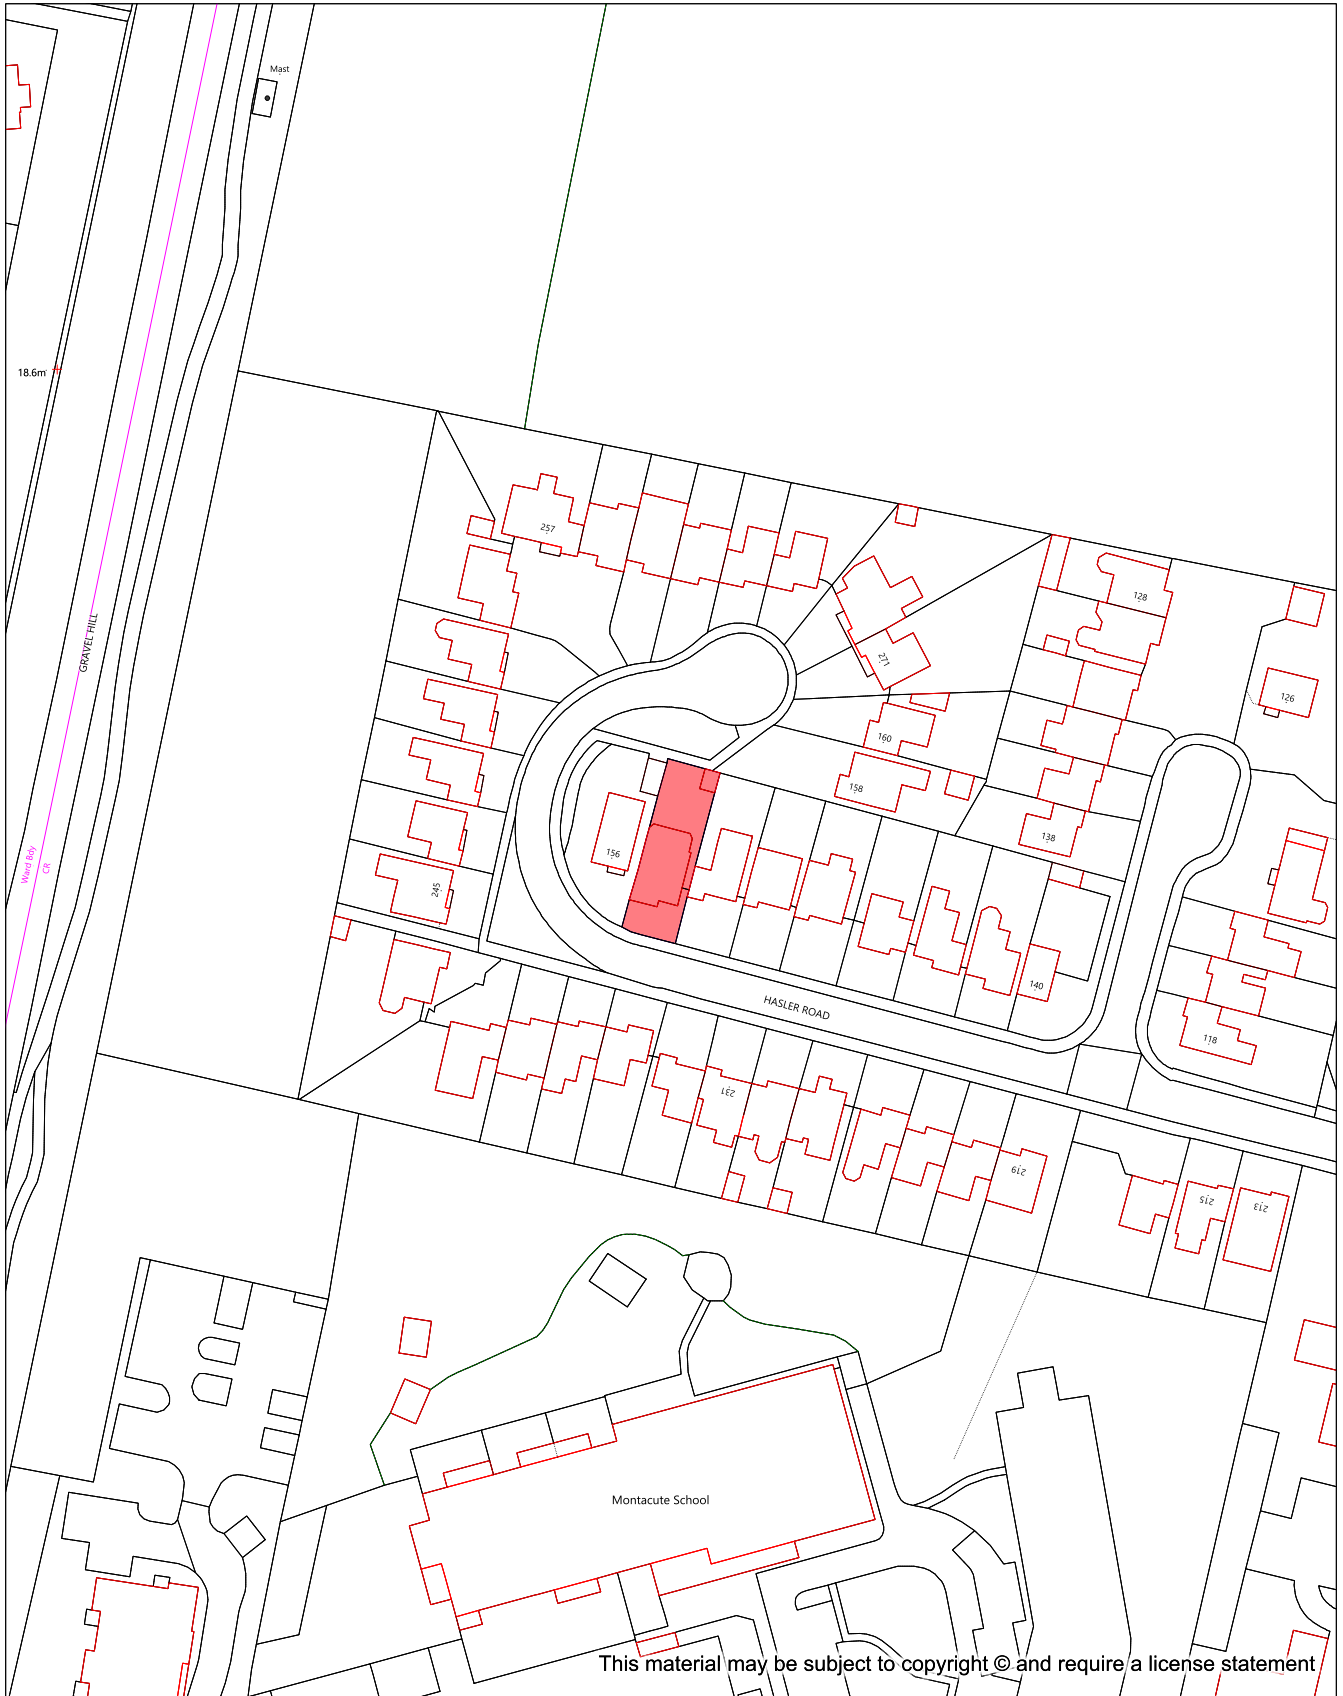 Mast
18.6m
257
128
GRAVEL HILL
271
126
160
158
138
156
Ward Bdy
CR
245
140
HASLER ROAD
118
231
219
215
213
Montacute School
This material may be subject to copyright © and require a license statement